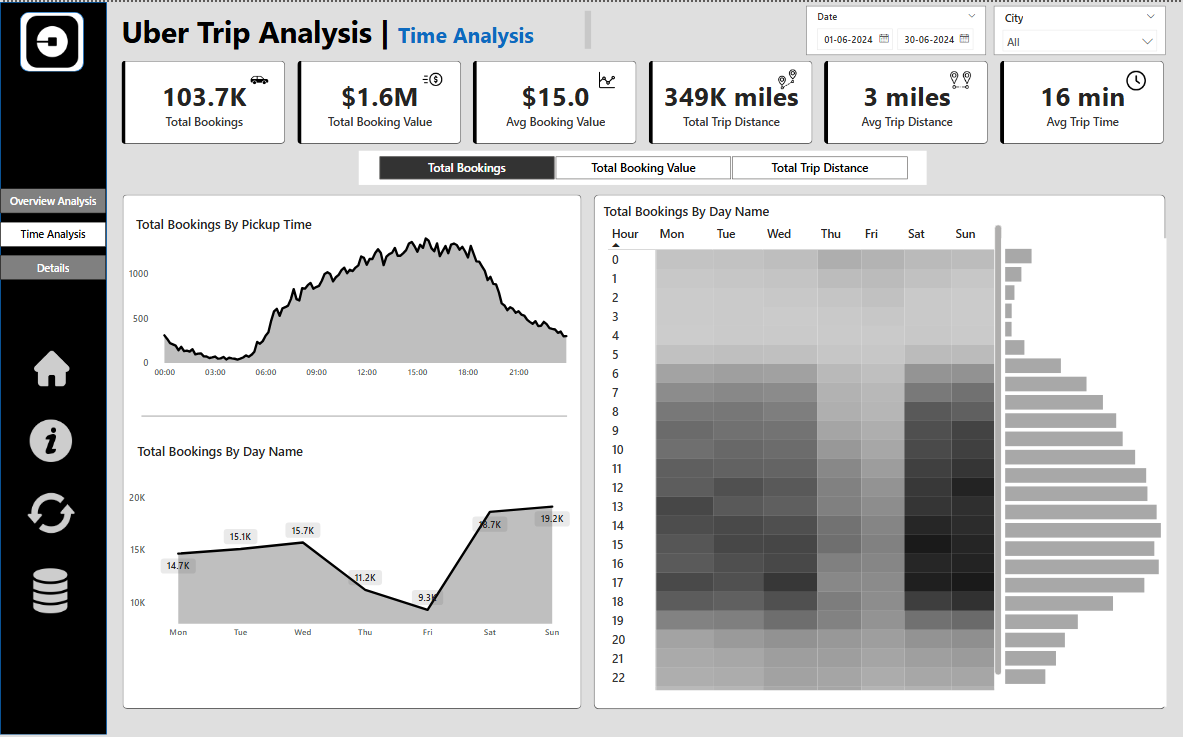 Uber Trip Analysis | Time Analysis
Date
01-06-2024 30-06-2024
City
All
103.7K
Total Bookings
$1.6M
Total Booking Value
$15.0
Avg Booking Value
349K miles
Total Trip Distance
3 miles
Avg Trip Distance
16 min
Avg Trip Time
Total Bookings Total Booking Value Total Trip Distance
Overview Analysis
Time Analysis
Details
Total Bookings By Pickup Time
1000
500
0
00:00 03:00 06:00 09:00 12:00 15:00 18:00 21:00
Total Bookings By Day Name
20K
15K
10K
14.7K 15.1K 15.7K 11.2K 9.3K 18.7K 19.2K
Mon Tue Wed Thu Fri Sat Sun
Total Bookings By Day Name
Hour Mon Tue Wed Thu Fri Sat Sun
0
1
2
3
4
5
6
7
8
9
10
11
12
13
14
15
16
17
18
19
20
21
22